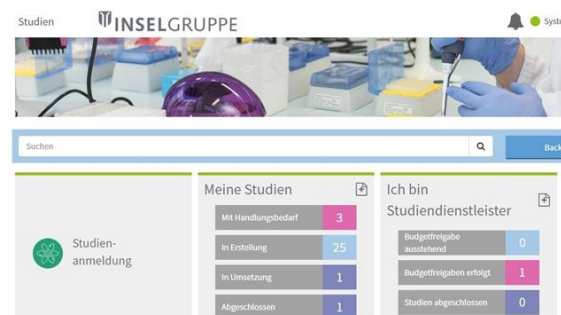 Studien
INSELGRUPPE
Syst
Suchen
Back
Studien-
anmeldung
Meine Studien
Mit Handlungsbedarf 3
In Erstellung 25
In Umsetzung 1
Abgeschlossen 1
Ich bin
Studiendienstleister
Budgetfreigabe
ausstehend 0
Budgetfreigaben erfolgt 1
Studien abgeschlossen 0